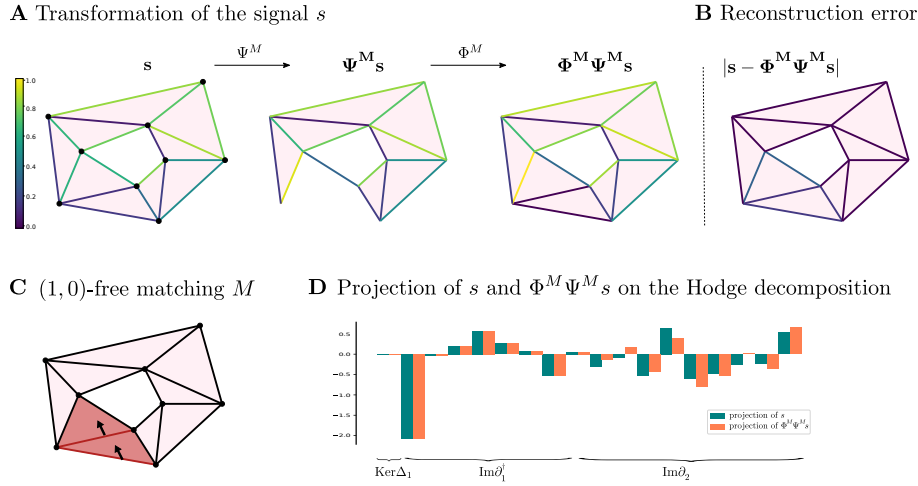 A Transformation of the signal s
B Reconstruction error
s
Ψ^M
Ψ^M s
Φ^M
Φ^M Ψ^M s
|s − Φ^M Ψ^M s|
1.0
0.8
0.6
0.4
0.2
0.0
C (1, 0)-free matching M
D Projection of s and Φ^M Ψ^M s on the Hodge decomposition
0.5
0.0
−0.5
−1.0
−1.5
−2.0
projection of s
projection of Φ^M Ψ^M s
KerΔ₁
Im∂₁^†
Im∂₂